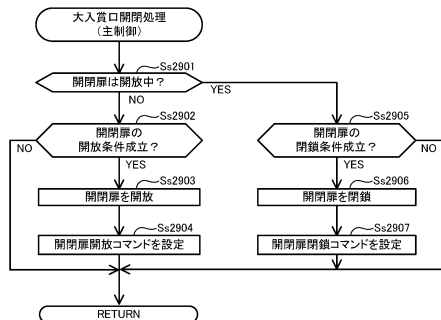 大入賞口開閉処理
(主制御)
Ss2901
開閉扉は開放中?
YES
NO
Ss2902
開閉扉の
開放条件成立?
NO
YES
Ss2903
開閉扉を開放
Ss2904
開閉扉開放コマンドを設定
Ss2905
開閉扉の
閉鎖条件成立?
NO
YES
Ss2906
開閉扉を閉鎖
Ss2907
開閉扉閉鎖コマンドを設定
RETURN